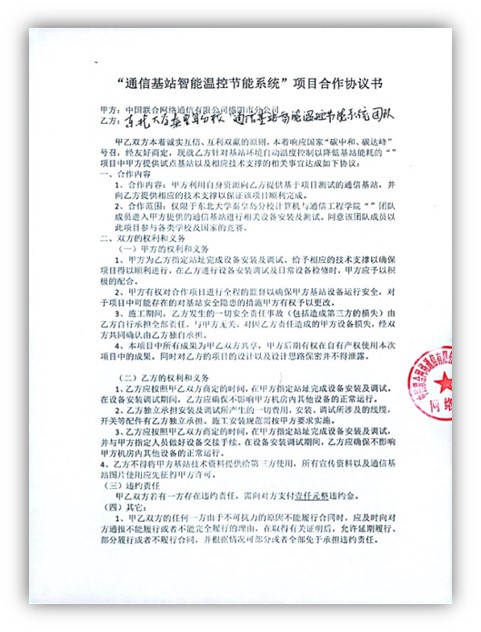 “通信基站智能温控节能系统”项目合作协议书
甲方：中国联合网络通信有限公司绵阳市分公司
乙方：东北大学秦皇岛分校 通信基站智能温控节能系统团队
甲乙双方本着诚实互信、互利双赢的原则，本着响应国家“碳中和、碳达峰”
号召，经友好商定，现就乙方针对基站环境自动温度控制以降低基站能耗的“”
项目中甲方提供试点基站以及相应技术支撑的相关事宜达成如下协议：
一、合作内容
1、合作内容：甲方利用自身资源向乙方提供基于项目测试的通信基站，并
向乙方提供相应的技术支撑以保证该项目顺利完成。
2、合作范围：仅限于东北大学秦皇岛分校计算机与通信工程学院“”团队
成员进入甲方提供的通信基站进行相关设备安装及测试。同意该团队成员以
此项目参与各类学校及国家的竞赛。
二、双方的权利和义务
（一）甲方的权利和义务
1、甲方为乙方指定站址完成设备安装及调试、给予相应的技术支撑以确保
项目得以顺利进行，在乙方进行设备安装调试及日常设备检修时，甲方应予以积
极的配合。
2、甲方有权对合作项目进行全程的监督以确保甲方基站设备运行安全，对
于项目中可能存在的对基站安全隐患的措施甲方有权予以更改。
3、施工期间，乙方发生的一切安全责任事故（包括造成第三方的损失）由
乙方自行承担全部责任，与甲方无关，对因乙方责任造成的甲方设备损失，经双
方共同确认由乙方独自承担。
4、本项目中所有成果为甲乙双方共享，甲方后期有权在自有产权使用本次
项目中的成果。同时对乙方的项目的设计以及设计思路保密并不得泄露。
（二）乙方的权利和义务
1、乙方应按照甲乙双方商定的时间，在甲方指定站址完成设备安装及调试。
在设备安装调试期间，乙方应确保不影响甲方机房内其他设备的正常运行。
2、乙方独立承担安装及调试所产生的一切费用，安装、调试所涉及的线缆，
开关等配件有乙方独立承担。施工安装规范需按甲方要求实施。
3、乙方应按照甲乙双方商定的时间，在甲方指定站址完成设备安装及调试，
并与甲方指定人员做好设备交接手续。在设备安装调试期间，乙方应确保不影响
甲方机房内其他设备的正常运行。
4、乙方不得将甲方基站技术资料提供给第三方使用，所有宣传资料以及通信基
站图片使用应先征得甲方许可。
（三）违约责任
甲乙双方若有一方存在违约责任，需向对方支付壹仟元整违约金。
（四）其它：
1、甲乙双方的任何一方由于不可抗力的原因不能履行合同时，应及时向对
方通报不能履行或者不能完全履行的理由，在取得有关证明后，允许延期履行、
部分履行或者不履行合同，并根据情况可部分或者全部免于承担违约责任。
网络